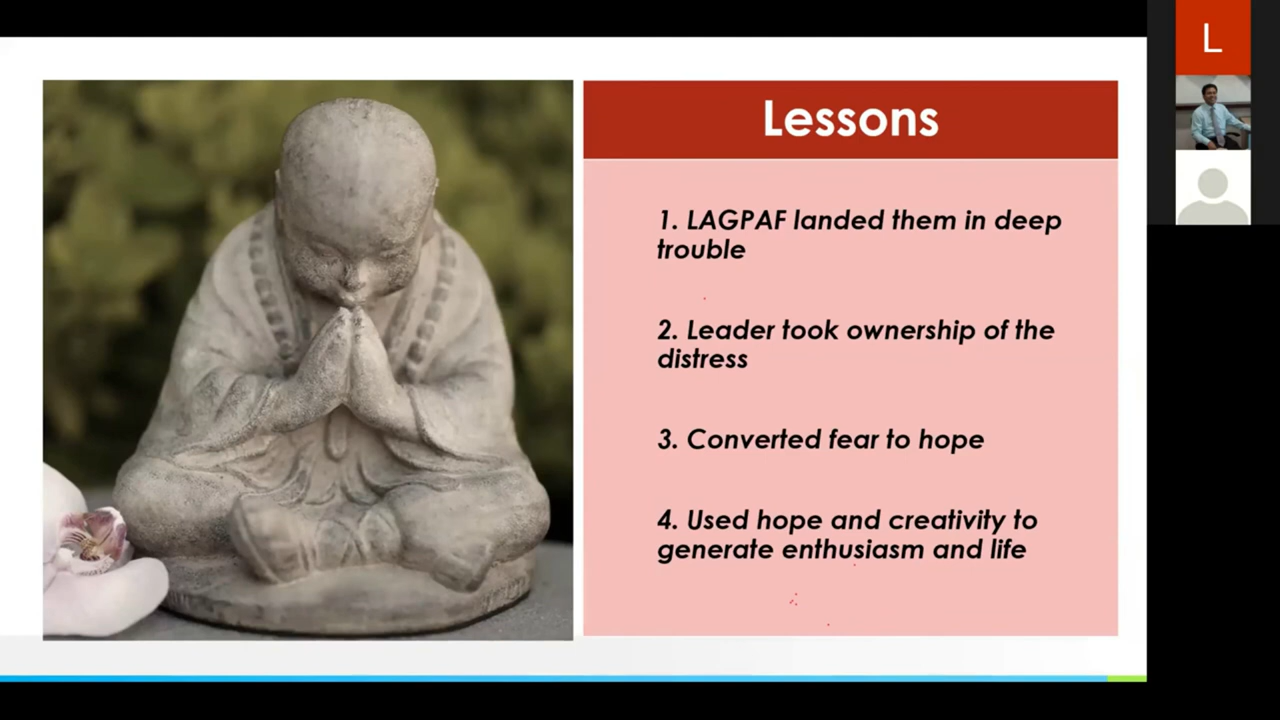 Lessons
1. LAGPAF landed them in deep
trouble
2. Leader took ownership of the
distress
3. Converted fear to hope
4. Used hope and creativity to
generate enthusiasm and life
L